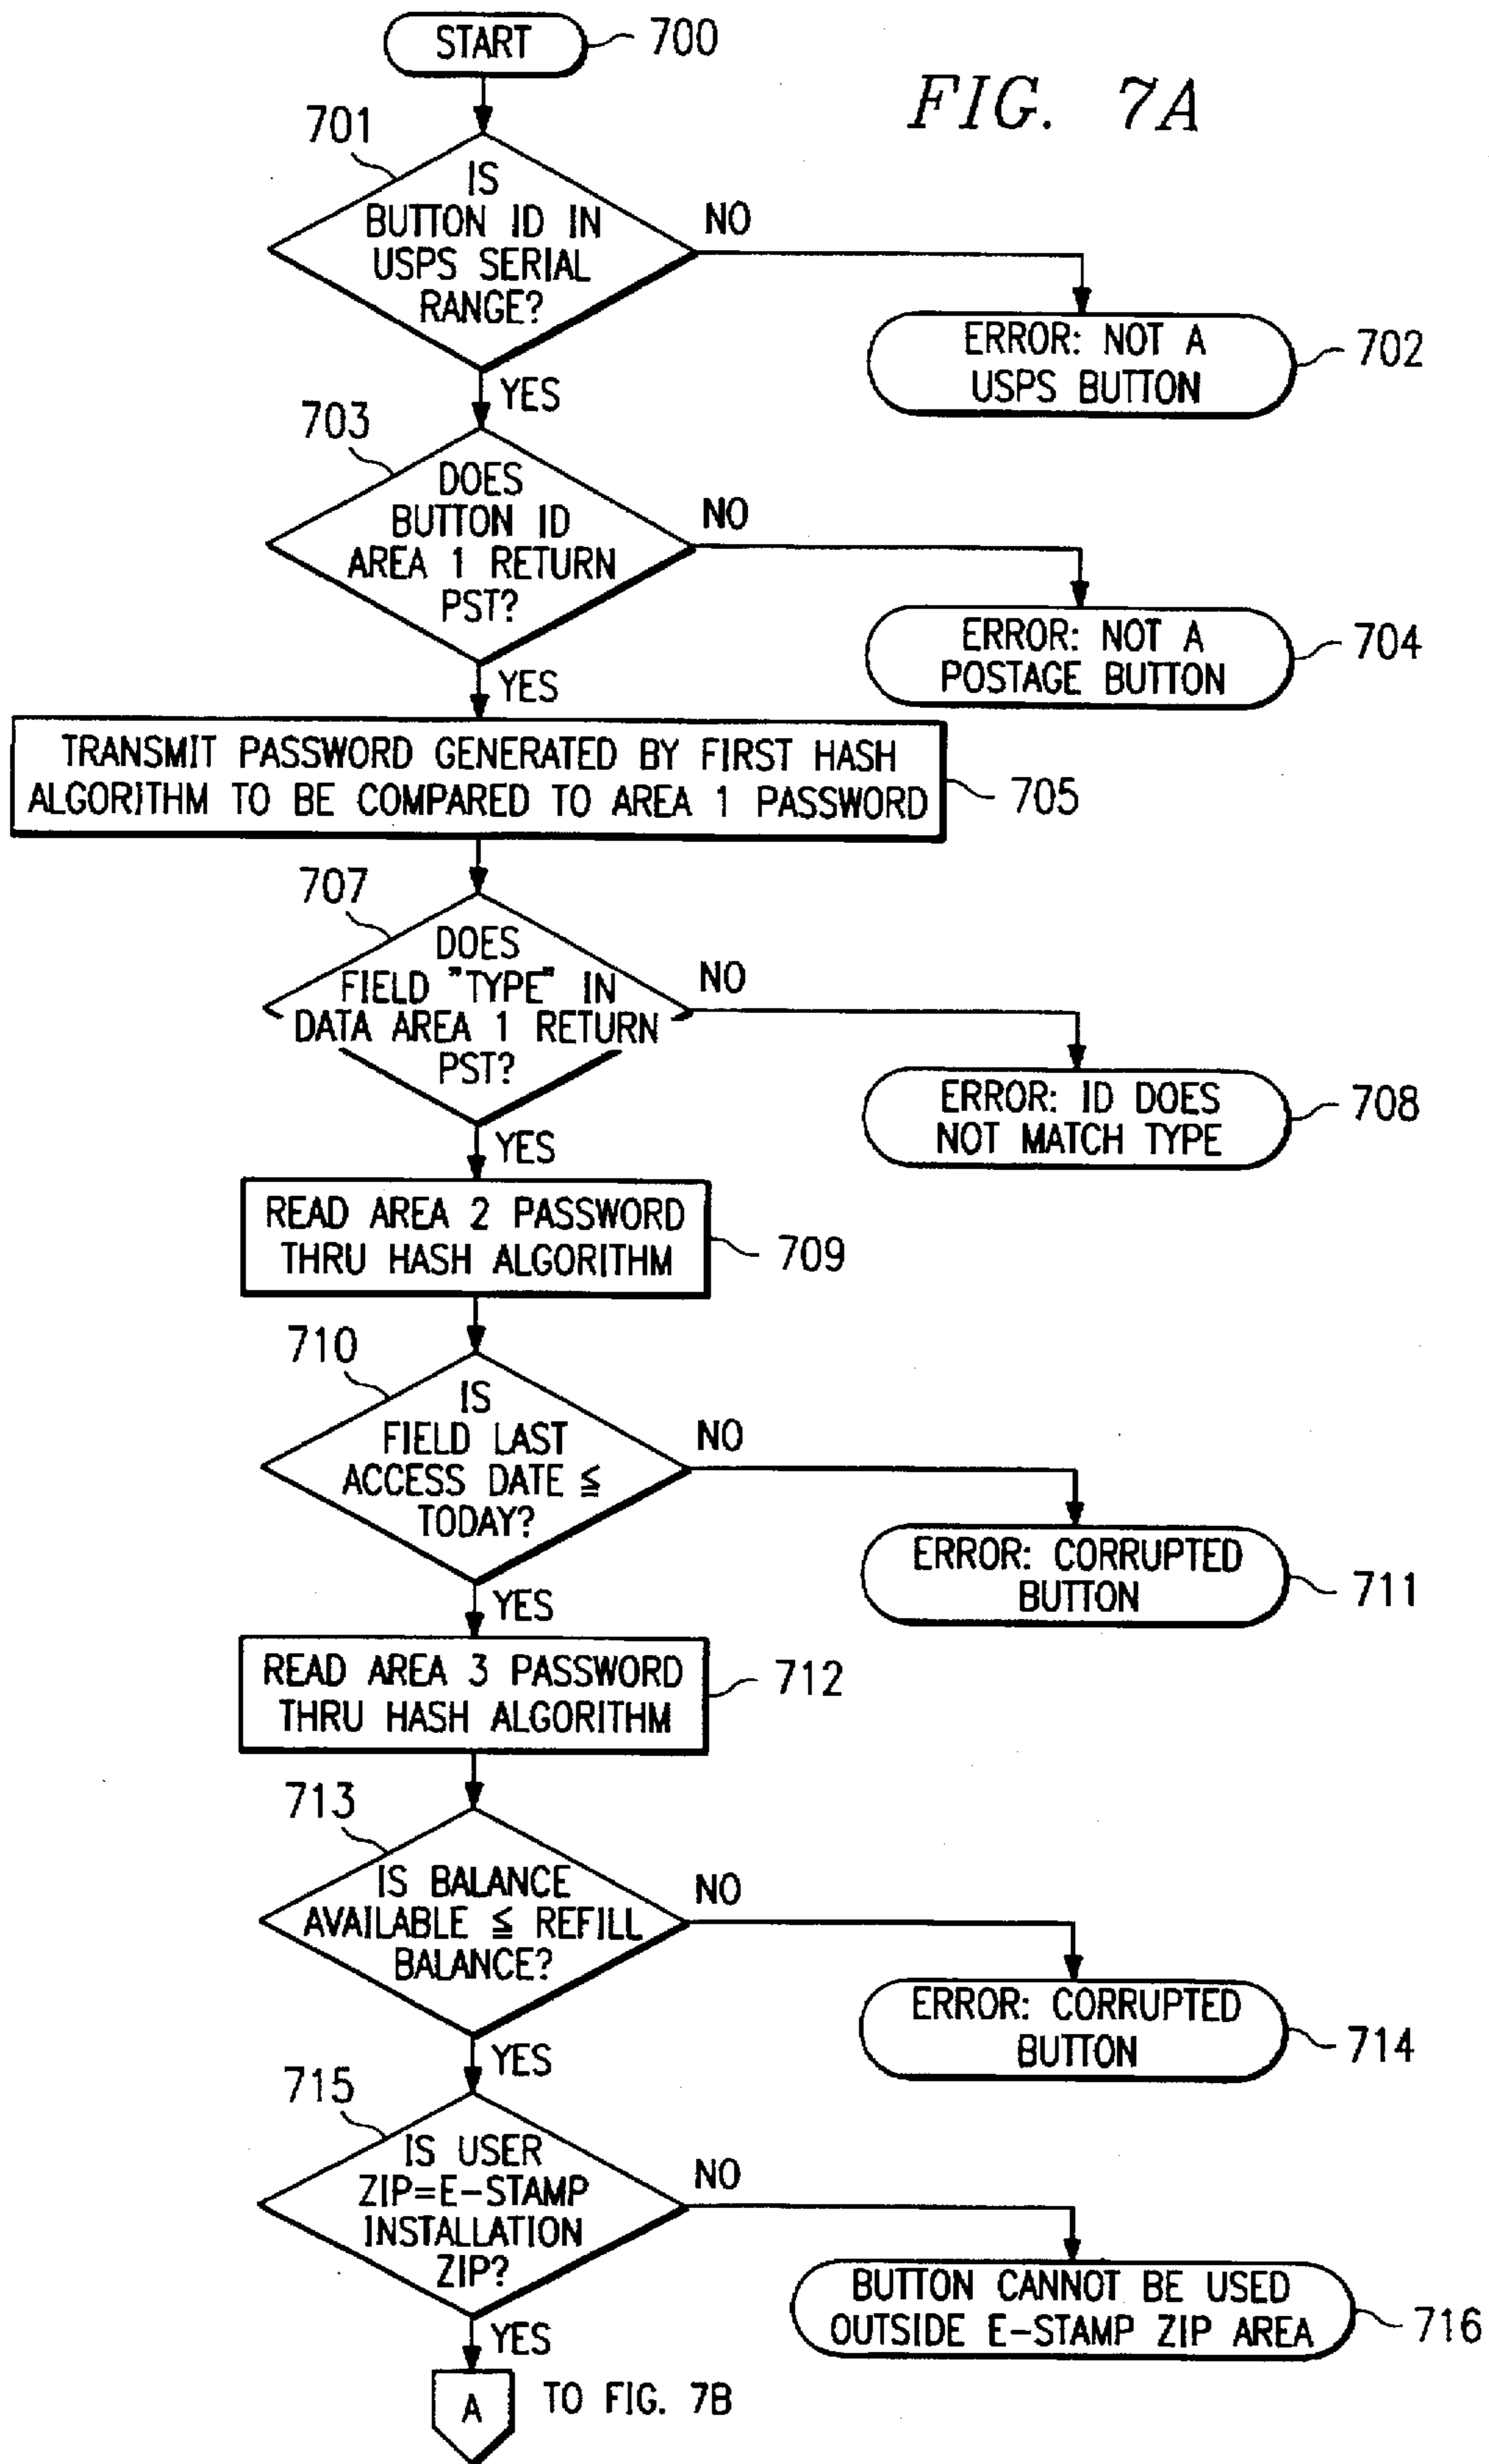 START
700
FIG. 7A
701
IS
BUTTON ID IN
USPS SERIAL
RANGE?
NO
ERROR: NOT A
USPS BUTTON
702
YES
703
DOES
BUTTON ID
AREA 1 RETURN
PST?
NO
ERROR: NOT A
POSTAGE BUTTON
704
YES
TRANSMIT PASSWORD GENERATED BY FIRST HASH
ALGORITHM TO BE COMPARED TO AREA 1 PASSWORD
705
707
DOES
FIELD "TYPE" IN
DATA AREA 1 RETURN
PST?
NO
ERROR: ID DOES
NOT MATCH TYPE
708
YES
READ AREA 2 PASSWORD
THRU HASH ALGORITHM
709
710
IS
FIELD LAST
ACCESS DATE ≦
TODAY?
NO
ERROR: CORRUPTED
BUTTON
711
YES
READ AREA 3 PASSWORD
THRU HASH ALGORITHM
712
713
IS BALANCE
AVAILABLE ≦ REFILL
BALANCE?
NO
ERROR: CORRUPTED
BUTTON
714
YES
715
IS USER
ZIP=E-STAMP
INSTALLATION
ZIP?
NO
BUTTON CANNOT BE USED
OUTSIDE E-STAMP ZIP AREA
716
YES
A
TO FIG. 7B